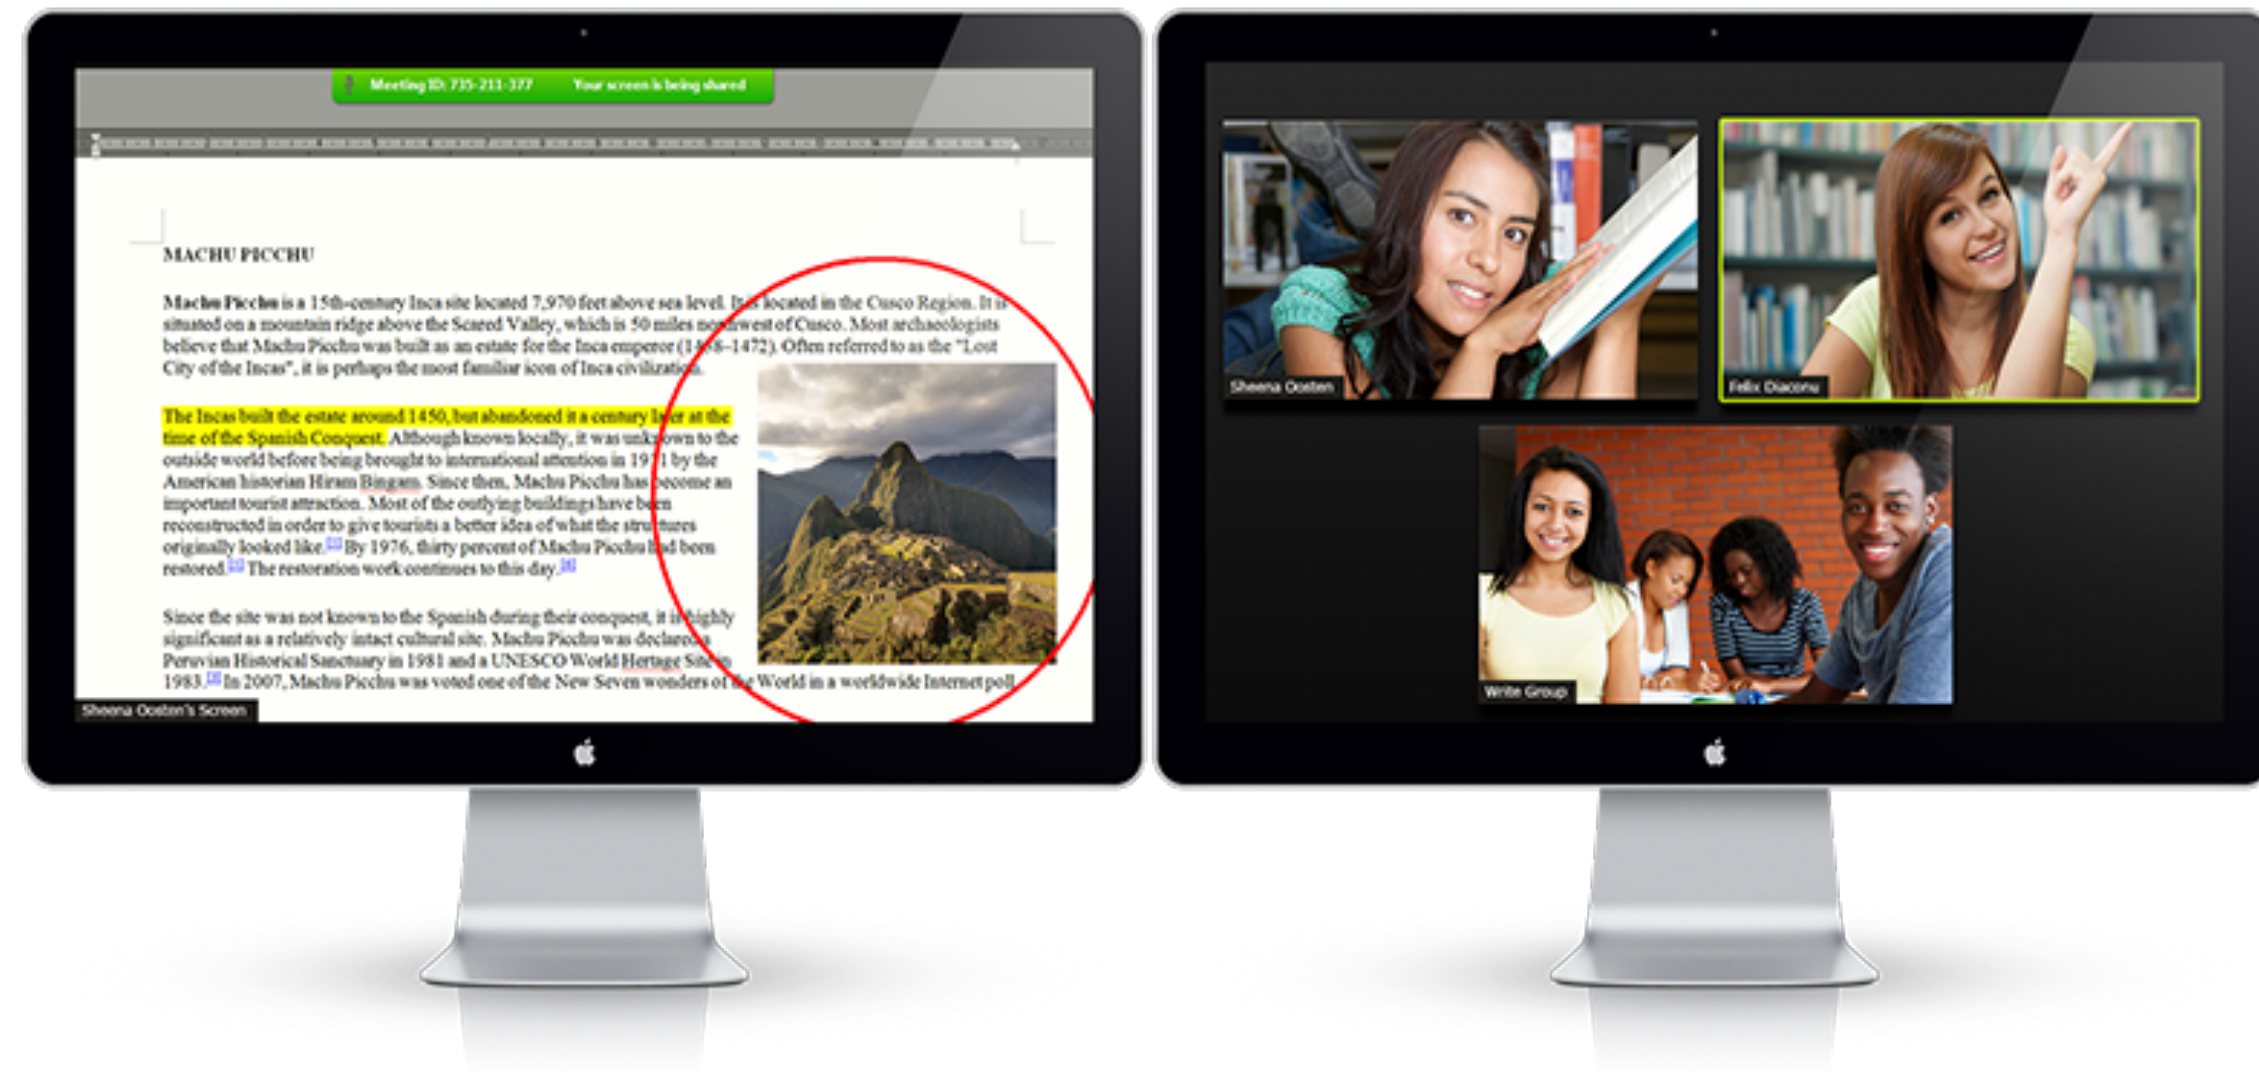 Meeting ID: 735-211-377 Your screen is being shared
MACHU PICCHU
Machu Picchu is a 15th-century Inca site located 7,970 feet above sea level. It is located in the Cusco Region. It is
situated on a mountain ridge above the Scared Valley, which is 50 miles northwest of Cusco. Most archaeologists
believe that Machu Picchu was built as an estate for the Inca emperor (1438–1472). Often referred to as the "Lost
City of the Incas", it is perhaps the most familiar icon of Inca civilization.
The Incas built the estate around 1450, but abandoned it a century later at the
time of the Spanish Conquest. Although known locally, it was unknown to the
outside world before being brought to international attention in 1911 by the
American historian Hiram Bingam. Since then, Machu Picchu has become an
important tourist attraction. Most of the outlying buildings have been
reconstructed in order to give tourists a better idea of what the structures
originally looked like. By 1976, thirty percent of Machu Picchu had been
restored. The restoration work continues to this day.
Since the site was not known to the Spanish during their conquest, it is highly
significant as a relatively intact cultural site. Machu Picchu was declared a
Peruvian Historical Sanctuary in 1981 and a UNESCO World Hertage Site in
1983. In 2007, Machu Picchu was voted one of the New Seven wonders of the World in a worldwide Internet poll.
Sheena Oosten's Screen
Sheena Oosten
Felix Diaconu
Write Group